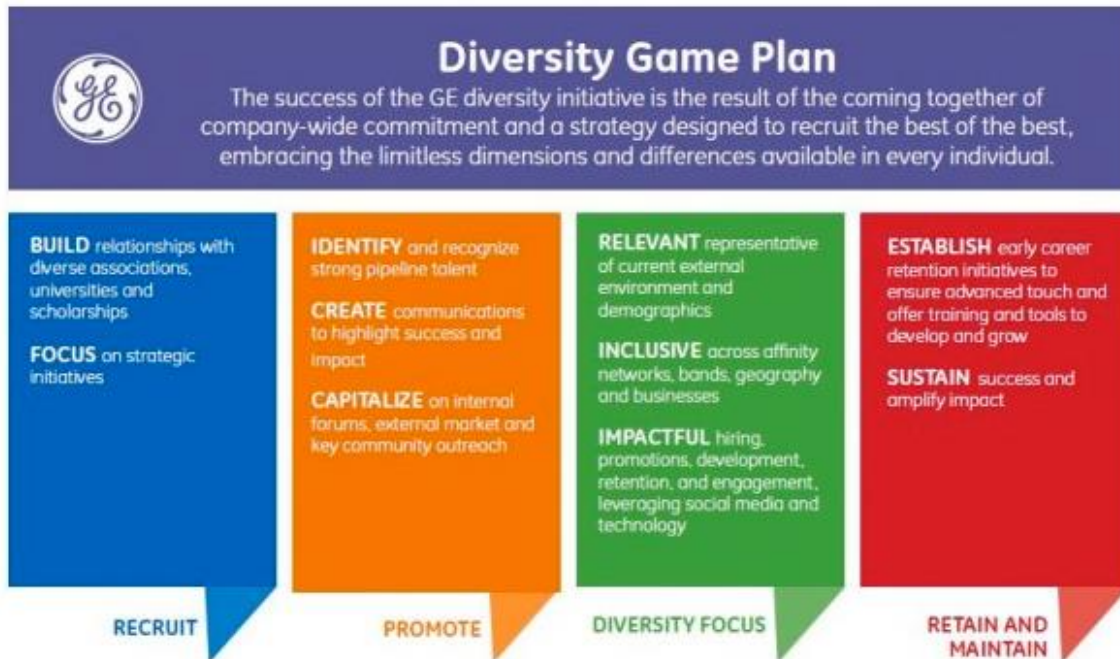 GE
Diversity Game Plan
The success of the GE diversity initiative is the result of the coming together of
company-wide commitment and a strategy designed to recruit the best of the best,
embracing the limitless dimensions and differences available in every individual.
BUILD relationships with
diverse associations,
universities and
scholarships
FOCUS on strategic
initiatives
RECRUIT
IDENTIFY and recognize
strong pipeline talent
CREATE communications
to highlight success and
impact
CAPITALIZE on internal
forums, external market and
key community outreach
PROMOTE
RELEVANT representative
of current external
environment and
demographics
INCLUSIVE across affinity
networks, bands, geography
and businesses
IMPACTFUL hiring,
promotions, development,
retention, and engagement,
leveraging social media and
technology
DIVERSITY FOCUS
ESTABLISH early career
retention initiatives to
ensure advanced touch and
offer training and tools to
develop and grow
SUSTAIN success and
amplify impact
RETAIN AND
MAINTAIN